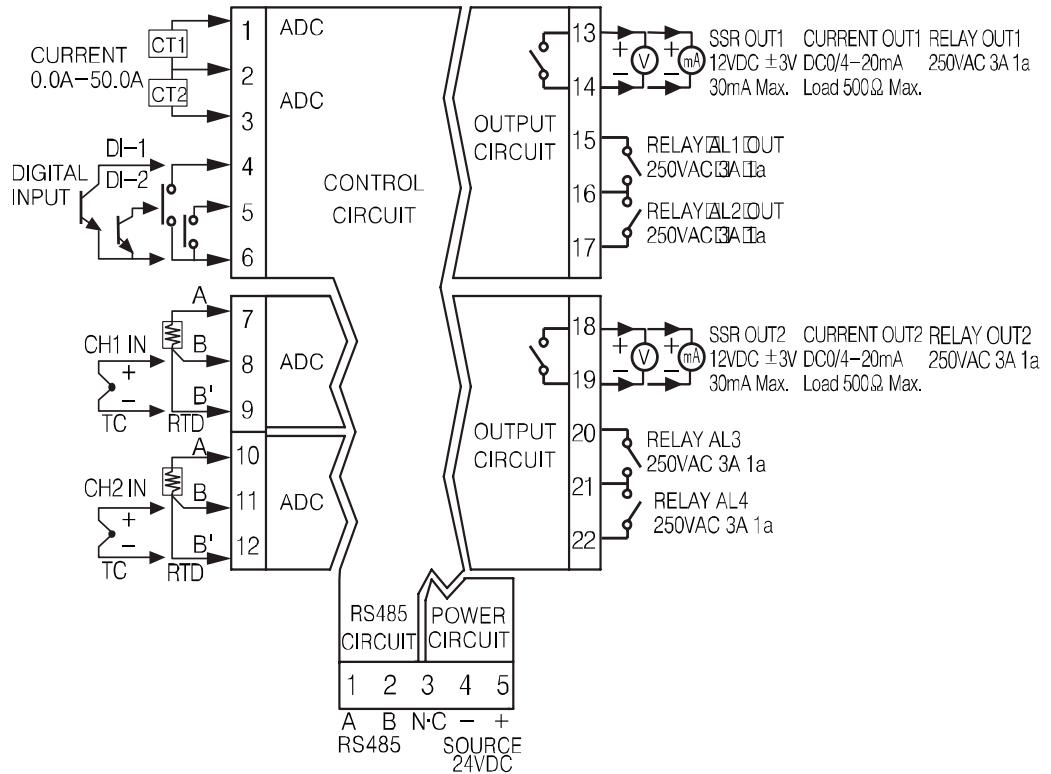 CURRENT
0.0A-50.0A
CT1
CT2
1
2
3
ADC
ADC
DIGITAL
INPUT
DI-1
DI-2
4
5
6
CONTROL
CIRCUIT
CH1 IN
+
-
TC
RTD
A
B
B'
7
8
9
ADC
CH2 IN
+
-
TC
RTD
A
B
B'
10
11
12
ADC
OUTPUT
CIRCUIT
13
14
15
16
17
+
-
V
+
-
mA
SSR OUT1
12VDC ±3V
30mA Max.
CURRENT OUT1
DC0/4-20mA
Load 500Ω Max.
RELAY OUT1
250VAC 3A 1a
RELAY AL1 OUT
250VAC 3A 1a
RELAY AL2 OUT
250VAC 3A 1a
OUTPUT
CIRCUIT
18
19
20
21
22
+
-
V
+
-
mA
SSR OUT2
12VDC ±3V
30mA Max.
CURRENT OUT2
DC0/4-20mA
Load 500Ω Max.
RELAY OUT2
250VAC 3A 1a
RELAY AL3
250VAC 3A 1a
RELAY AL4
250VAC 3A 1a
RS485
CIRCUIT
POWER
CIRCUIT
1 2 3 4 5
A B N·C - +
RS485
SOURCE
24VDC